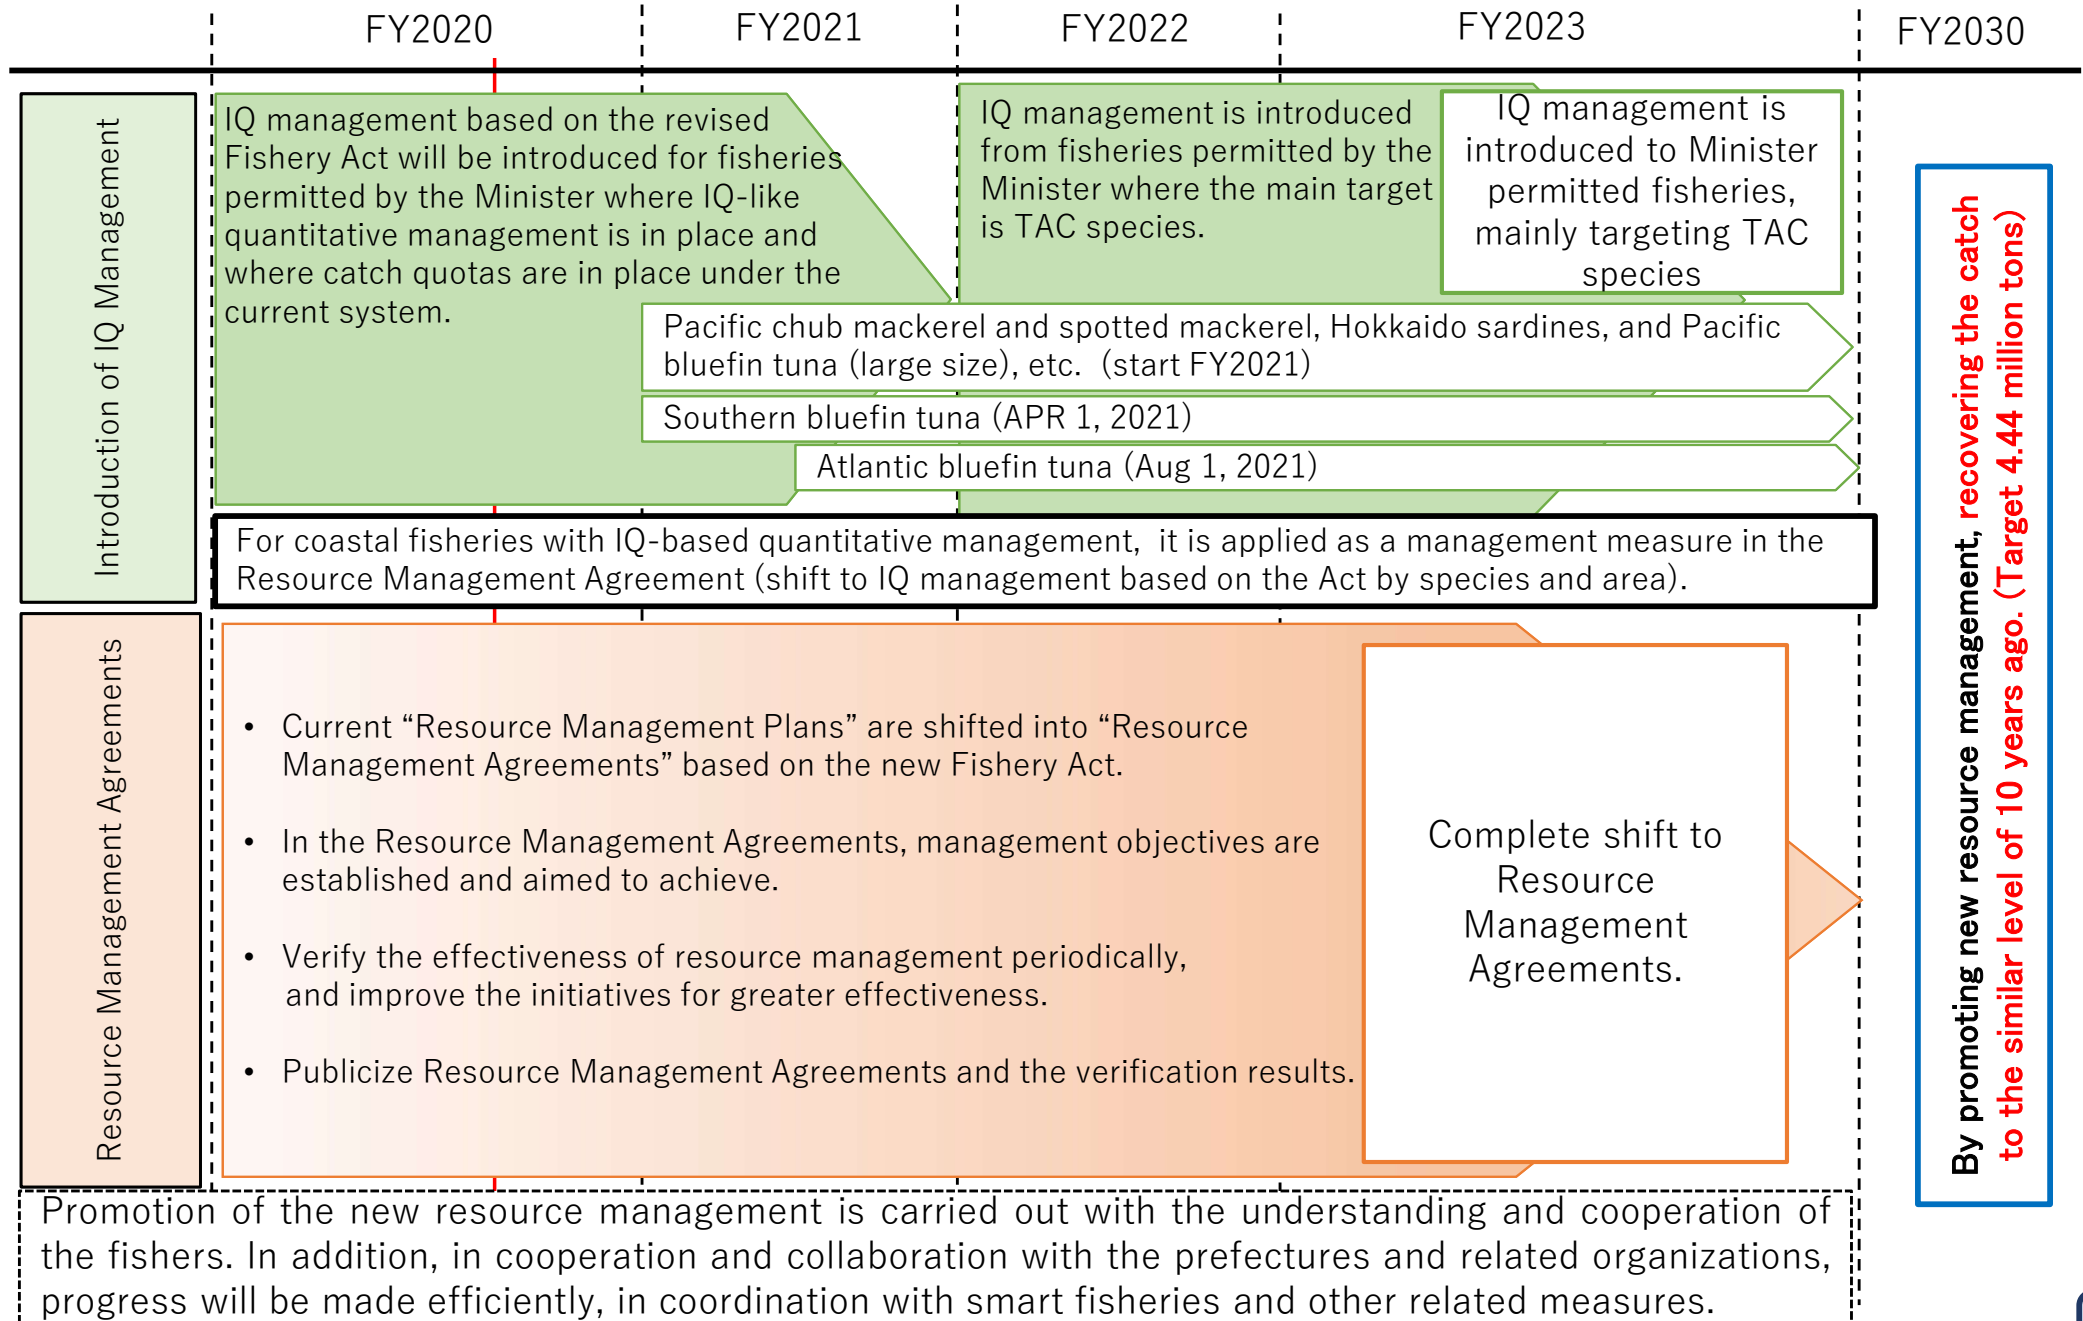 FY2020
FY2021
FY2022
FY2023
FY2030
Introduction of IQ Management
IQ management based on the revised
Fishery Act will be introduced for fisheries
permitted by the Minister where IQ-like
quantitative management is in place and
where catch quotas are in place under the
current system.
IQ management is introduced
from fisheries permitted by the
Minister where the main target
is TAC species.
IQ management is
introduced to Minister
permitted fisheries,
mainly targeting TAC
species
Pacific chub mackerel and spotted mackerel, Hokkaido sardines, and Pacific
bluefin tuna (large size), etc. (start FY2021)
Southern bluefin tuna (APR 1, 2021)
Atlantic bluefin tuna (Aug 1, 2021)
For coastal fisheries with IQ-based quantitative management, it is applied as a management measure in the
Resource Management Agreement (shift to IQ management based on the Act by species and area).
Resource Management Agreements
• Current “Resource Management Plans” are shifted into “Resource
Management Agreements” based on the new Fishery Act.
• In the Resource Management Agreements, management objectives are
established and aimed to achieve.
• Verify the effectiveness of resource management periodically,
and improve the initiatives for greater effectiveness.
• Publicize Resource Management Agreements and the verification results.
Complete shift to
Resource
Management
Agreements.
By promoting new resource management, recovering the catch
to the similar level of 10 years ago. (Target 4.44 million tons)
Promotion of the new resource management is carried out with the understanding and cooperation of
the fishers. In addition, in cooperation and collaboration with the prefectures and related organizations,
progress will be made efficiently, in coordination with smart fisheries and other related measures.